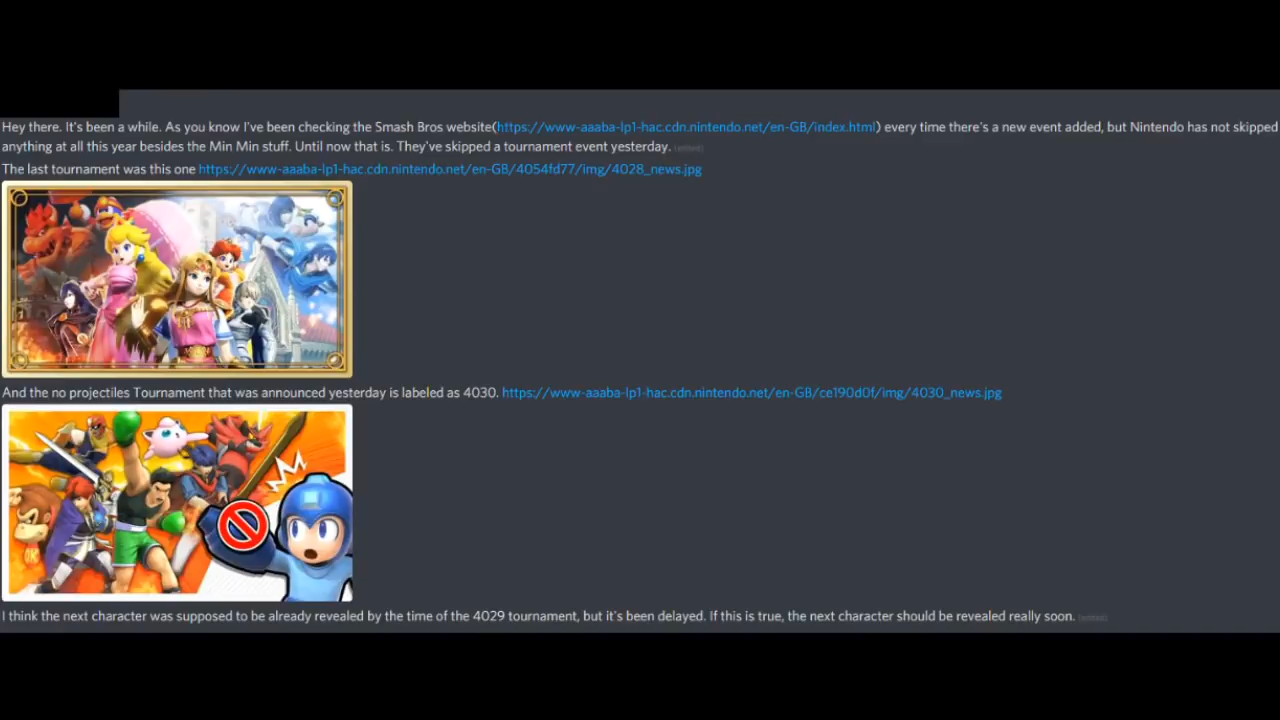 Hey there. It's been a while. As you know I've been checking the Smash Bros website(https://www-aaaba-lp1-hac.cdn.nintendo.net/en-GB/index.html) every time there's a new event added, but Nintendo has not skipped
anything at all this year besides the Min Min stuff. Until now that is. They've skipped a tournament event yesterday. (edited)
The last tournament was this one https://www-aaaba-lp1-hac.cdn.nintendo.net/en-GB/4054fd77/img/4028_news.jpg
And the no projectiles Tournament that was announced yesterday is labeled as 4030. https://www-aaaba-lp1-hac.cdn.nintendo.net/en-GB/ce190d0f/img/4030_news.jpg
I think the next character was supposed to be already revealed by the time of the 4029 tournament, but it's been delayed. If this is true, the next character should be revealed really soon. (edited)